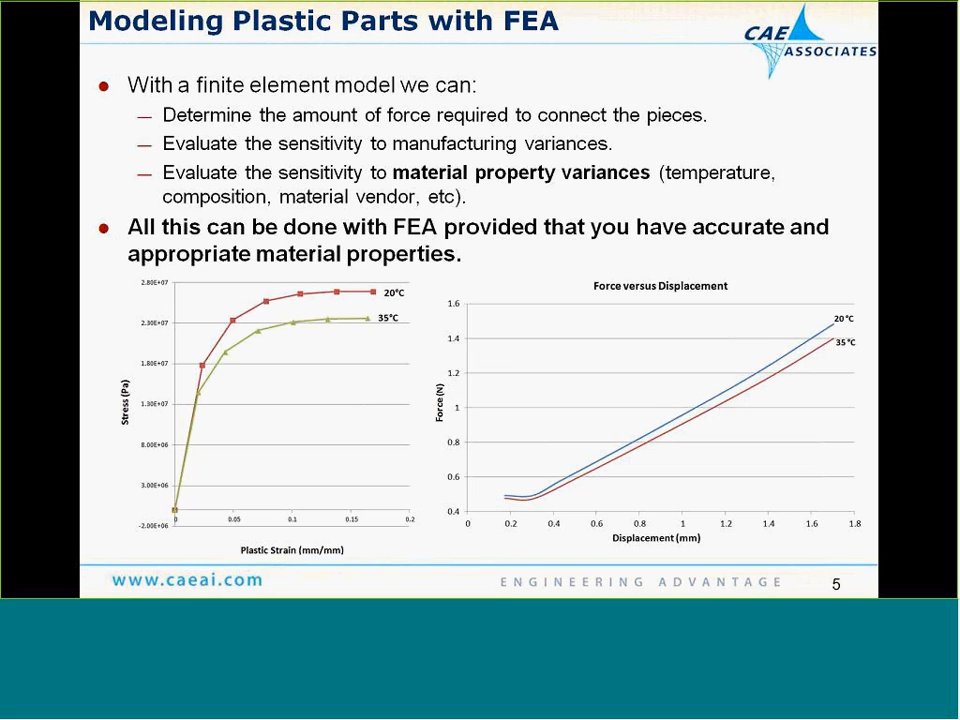 Modeling Plastic Parts with FEA
CAE
ASSOCIATES
● With a finite element model we can:
— Determine the amount of force required to connect the pieces.
— Evaluate the sensitivity to manufacturing variances.
— Evaluate the sensitivity to material property variances (temperature,
composition, material vendor, etc).
● All this can be done with FEA provided that you have accurate and
appropriate material properties.
2.80E+07
2.30E+07
1.80E+07
1.30E+07
8.00E+06
3.00E+06
-2.00E+06
Stress (Pa)
20°C
35°C
0 0.05 0.1 0.15 0.2
Plastic Strain (mm/mm)
Force versus Displacement
1.6
1.4
1.2
1
0.8
0.6
0.4
Force (N)
20 °C
35 °C
0 0.2 0.4 0.6 0.8 1 1.2 1.4 1.6 1.8
Displacement (mm)
www.caeai.com
ENGINEERING ADVANTAGE
5